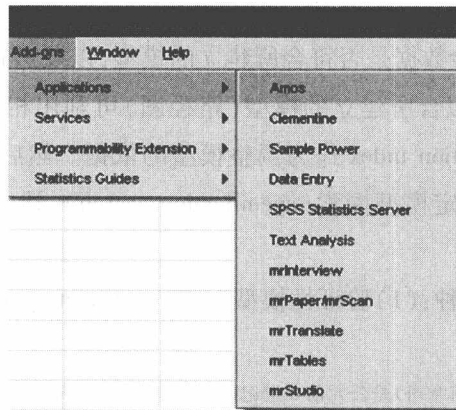 Add-ons Window Help
Applications
Services
Programmability Extension
Statistics Guides
Amos
Clementine
Sample Power
Data Entry
SPSS Statistics Server
Text Analysis
mrInterview
mrPaper/mrScan
mrTranslate
mrTables
mrStudio